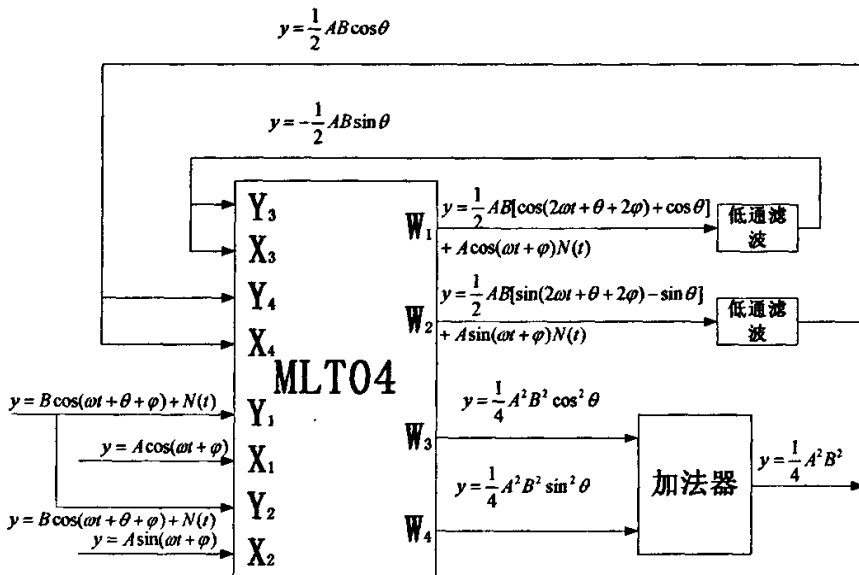 y = 1/2 AB cosθ
y = -1/2 AB sinθ
Y₃
X₃
Y₄
X₄
Y₁
X₁
Y₂
X₂
MLT04
W₁
W₂
W₃
W₄
y = B cos(ωt + θ + φ) + N(t)
y = A cos(ωt + φ)
y = B cos(ωt + θ + φ) + N(t)
y = A sin(ωt + φ)
y = 1/2 AB[cos(2ωt + θ + 2φ) + cosθ]
+ A cos(ωt + φ)N(t)
低通滤
波
y = 1/2 AB[sin(2ωt + θ + 2φ) - sinθ]
+ A sin(ωt + φ)N(t)
低通滤
波
y = 1/4 A²B² cos²θ
y = 1/4 A²B² sin²θ
加法器
y = 1/4 A²B²